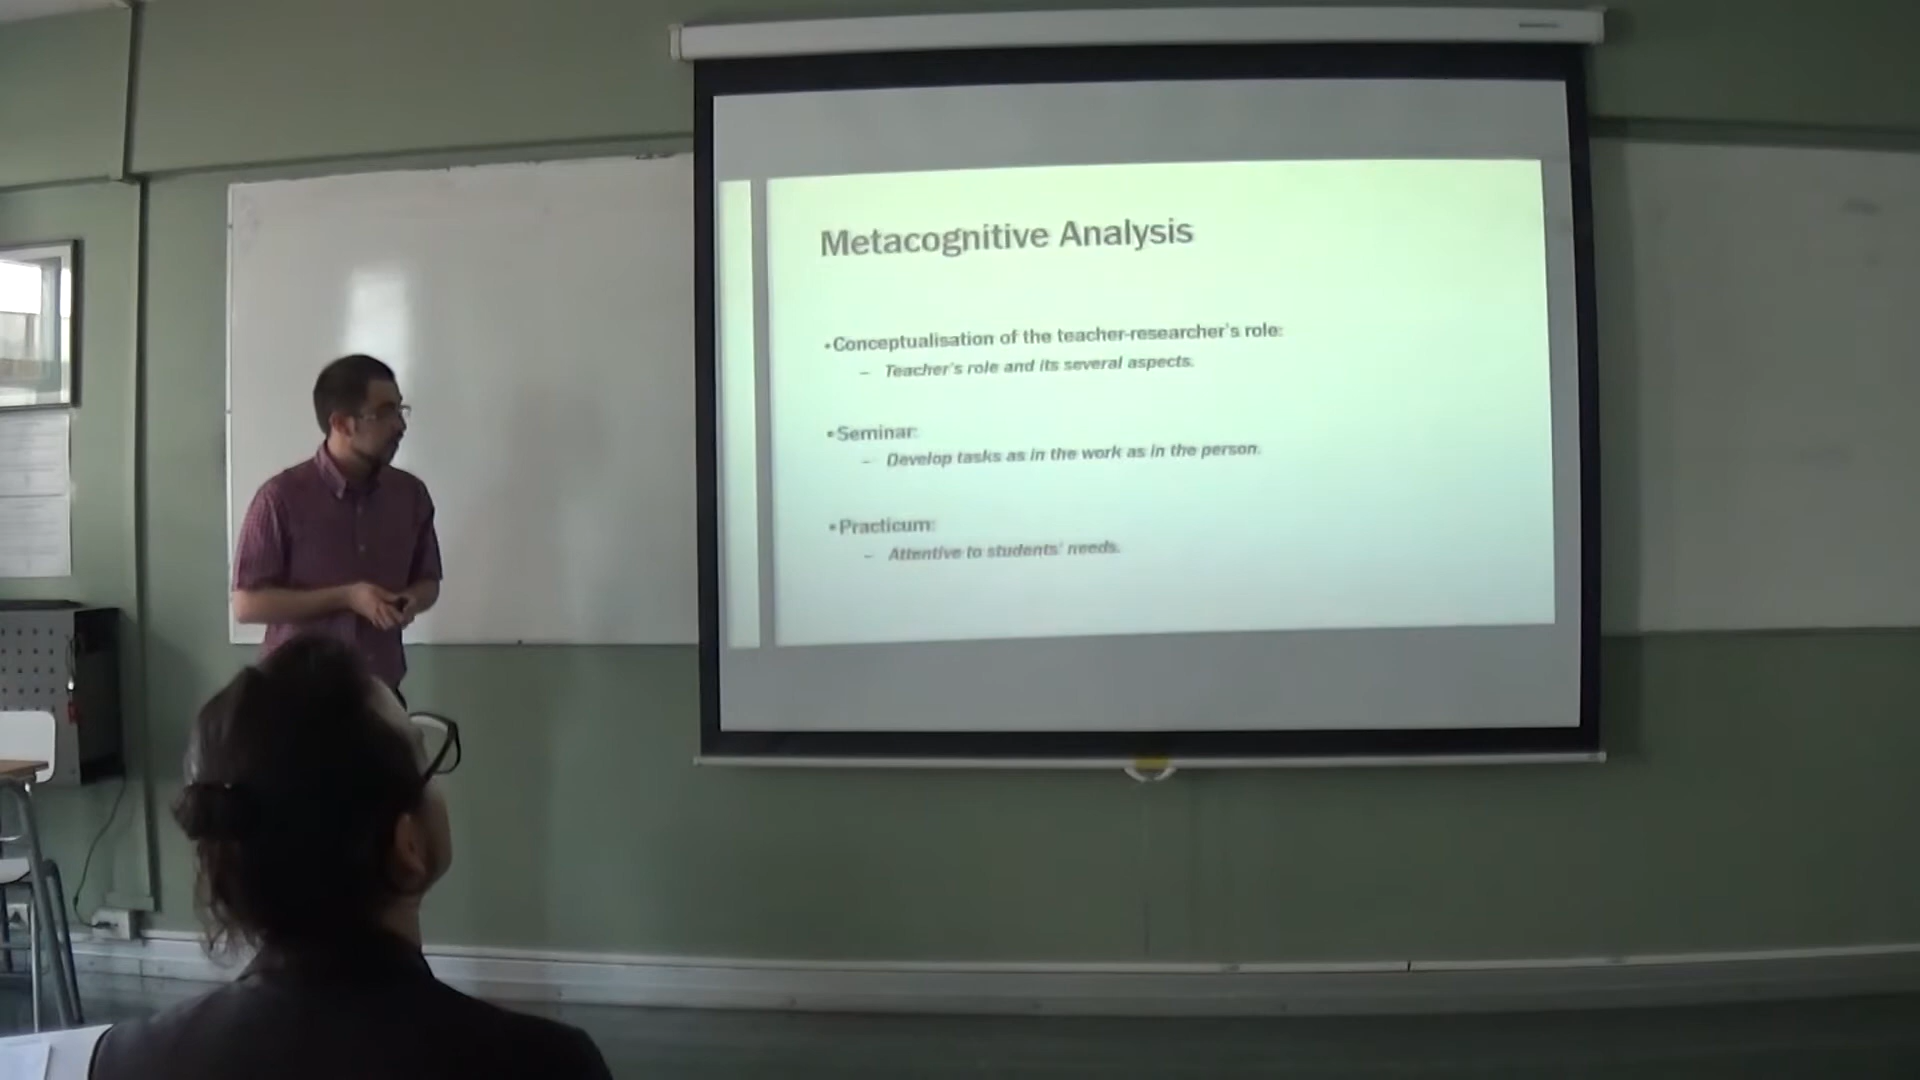 Metacognitive Analysis
•Conceptualisation of the teacher-researcher's role:
– Teacher's role and its several aspects.
•Seminar:
– Develop tasks as in the work as in the person.
•Practicum:
– Attentive to students' needs.